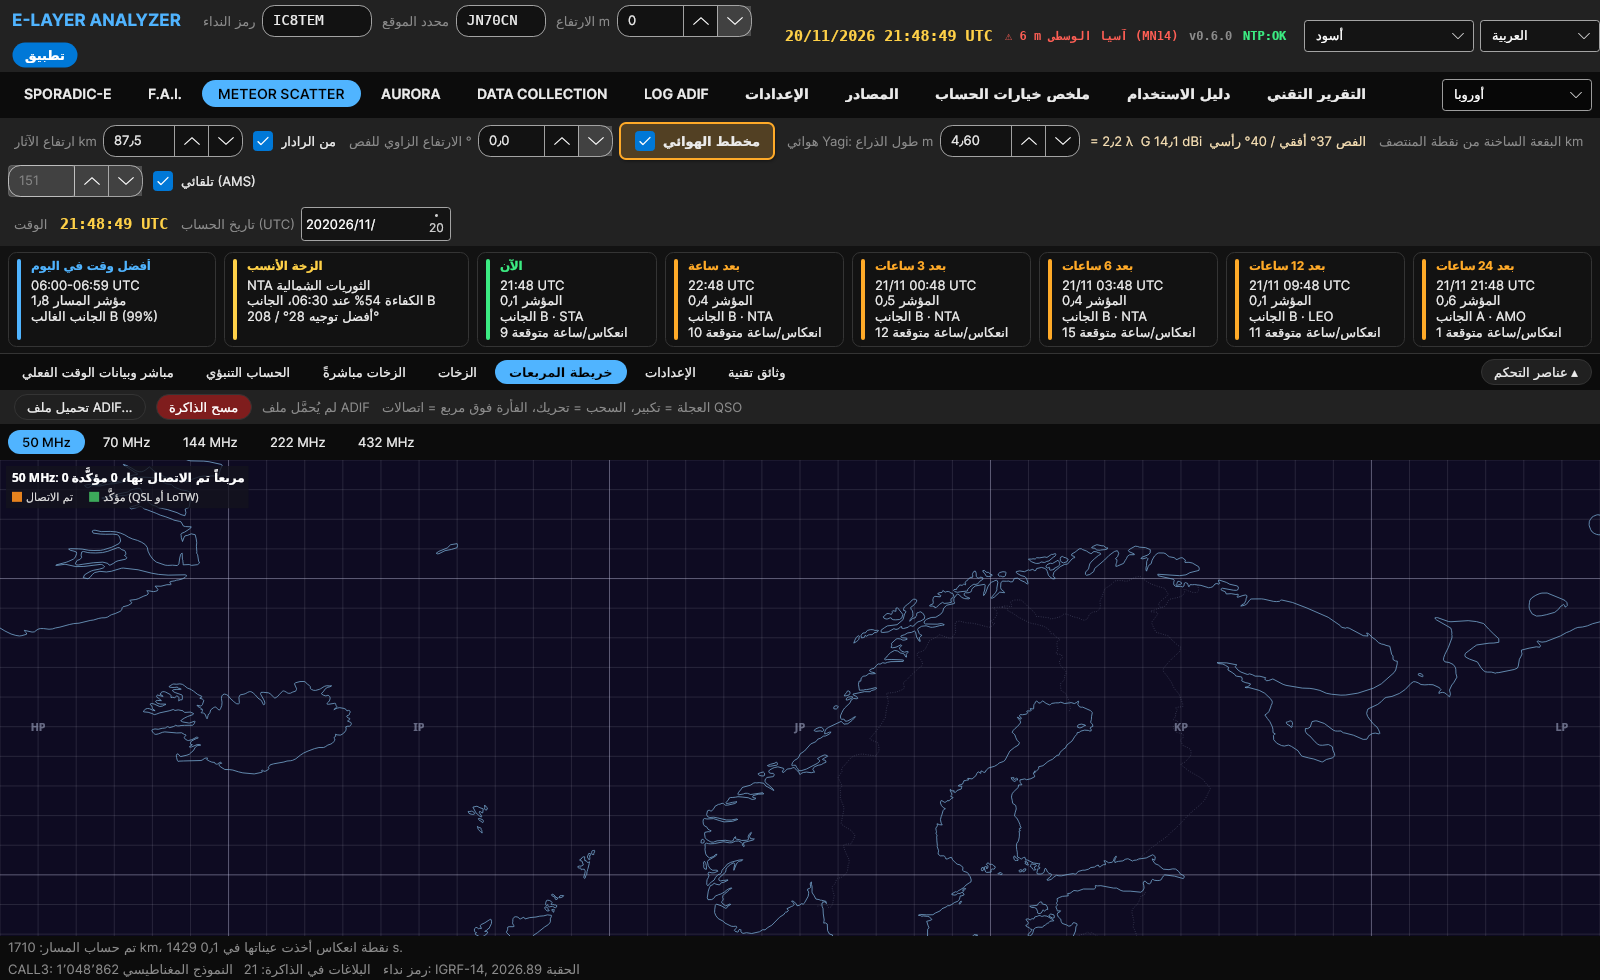 E-LAYER ANALYZER رمز النداء IC8TEM محدد الموقع JN70CN الارتفاع m 0
20/11/2026 21:48:49 UTC ⚠ 6 m آسيا الوسطى (MN14) v0.6.0 NTP:OK أسود العربية
تطبيق
SPORADIC-E F.A.I. METEOR SCATTER AURORA DATA COLLECTION LOG ADIF الإعدادات المصادر ملخص خيارات الحساب دليل الاستخدام التقرير التقني أوروبا
ارتفاع الآثار km 87٫5 من الرادار الارتفاع الزاوي للفص ° 0٫0 مخطط الهوائي هوائي Yagi: طول الذراع m 4٫60 = 2٫2 λ G 14٫1 dBi الفص 37° أفقي / 40° رأسي البقعة الساخنة من نقطة المنتصف km
151 تلقائي (AMS)
الوقت 21:48:49 UTC تاريخ الحساب (UTC) 202026/11/ 20
أفضل وقت في اليوم
06:00-06:59 UTC
مؤشر المسار 1٫8
الجانب الغالب B (99%)
الزخة الأنسب
الثوريات الشمالية NTA
الكفاءة 54% عند 06:30، الجانب B
أفضل توجيه 28° / 208°
الآن
21:48 UTC
المؤشر 0٫1
الجانب B · STA
انعكاس/ساعة متوقعة 9
بعد ساعة
22:48 UTC
المؤشر 0٫4
الجانب B · NTA
انعكاس/ساعة متوقعة 10
بعد 3 ساعات
21/11 00:48 UTC
المؤشر 0٫5
الجانب B · NTA
انعكاس/ساعة متوقعة 12
بعد 6 ساعات
21/11 03:48 UTC
المؤشر 0٫4
الجانب B · NTA
انعكاس/ساعة متوقعة 15
بعد 12 ساعات
21/11 09:48 UTC
المؤشر 0٫1
الجانب B · LEO
انعكاس/ساعة متوقعة 11
بعد 24 ساعات
21/11 21:48 UTC
المؤشر 0٫6
الجانب A · AMO
انعكاس/ساعة متوقعة 1
مباشر وبيانات الوقت الفعلي الحساب التنبؤي الزخات مباشرةً الزخات خريطة المربعات الإعدادات وثائق تقنية ▴ عناصر التحكم
تحميل ملف ADIF... مسح الذاكرة لم يُحمَّل ملف ADIF العجلة = تكبير، السحب = تحريك، الفأرة فوق مربع = اتصالات QSO
50 MHz 70 MHz 144 MHz 222 MHz 432 MHz
50 MHz: 0 مربعاً تم الاتصال بها، 0 مؤكَّدة
تم الاتصال مؤكَّد (QSL أو LoTW)
HP IP JP KP LP
تم حساب المسار: 1710 km، 1429 نقطة انعكاس أخذت عيناتها في 0٫1 s.
CALL3: 1٬048٬862 رمز نداء البلاغات في الذاكرة: 21 النموذج المغناطيسي: IGRF-14, الحقبة 2026.89